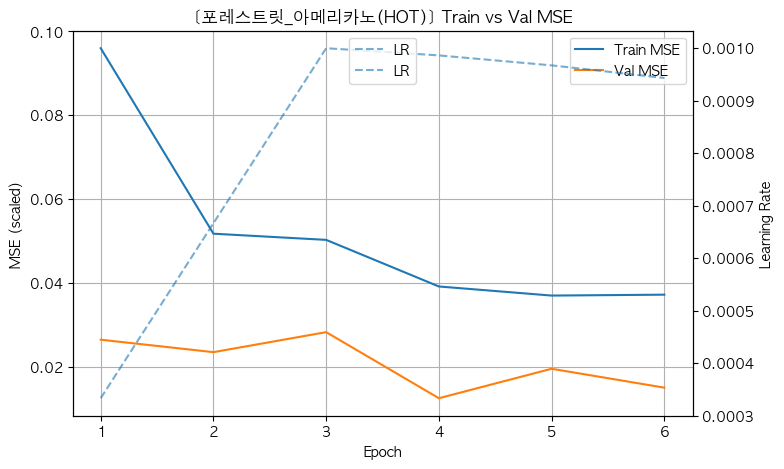 〔포레스트릿_아메리카노(HOT)〕 Train vs Val MSE
LR
LR
Train MSE
Val MSE
MSE (scaled)
0.10
0.08
0.06
0.04
0.02
0.0010
0.0009
0.0008
0.0007
0.0006
0.0005
0.0004
0.0003
Learning Rate
1 2 3 4 5 6
Epoch